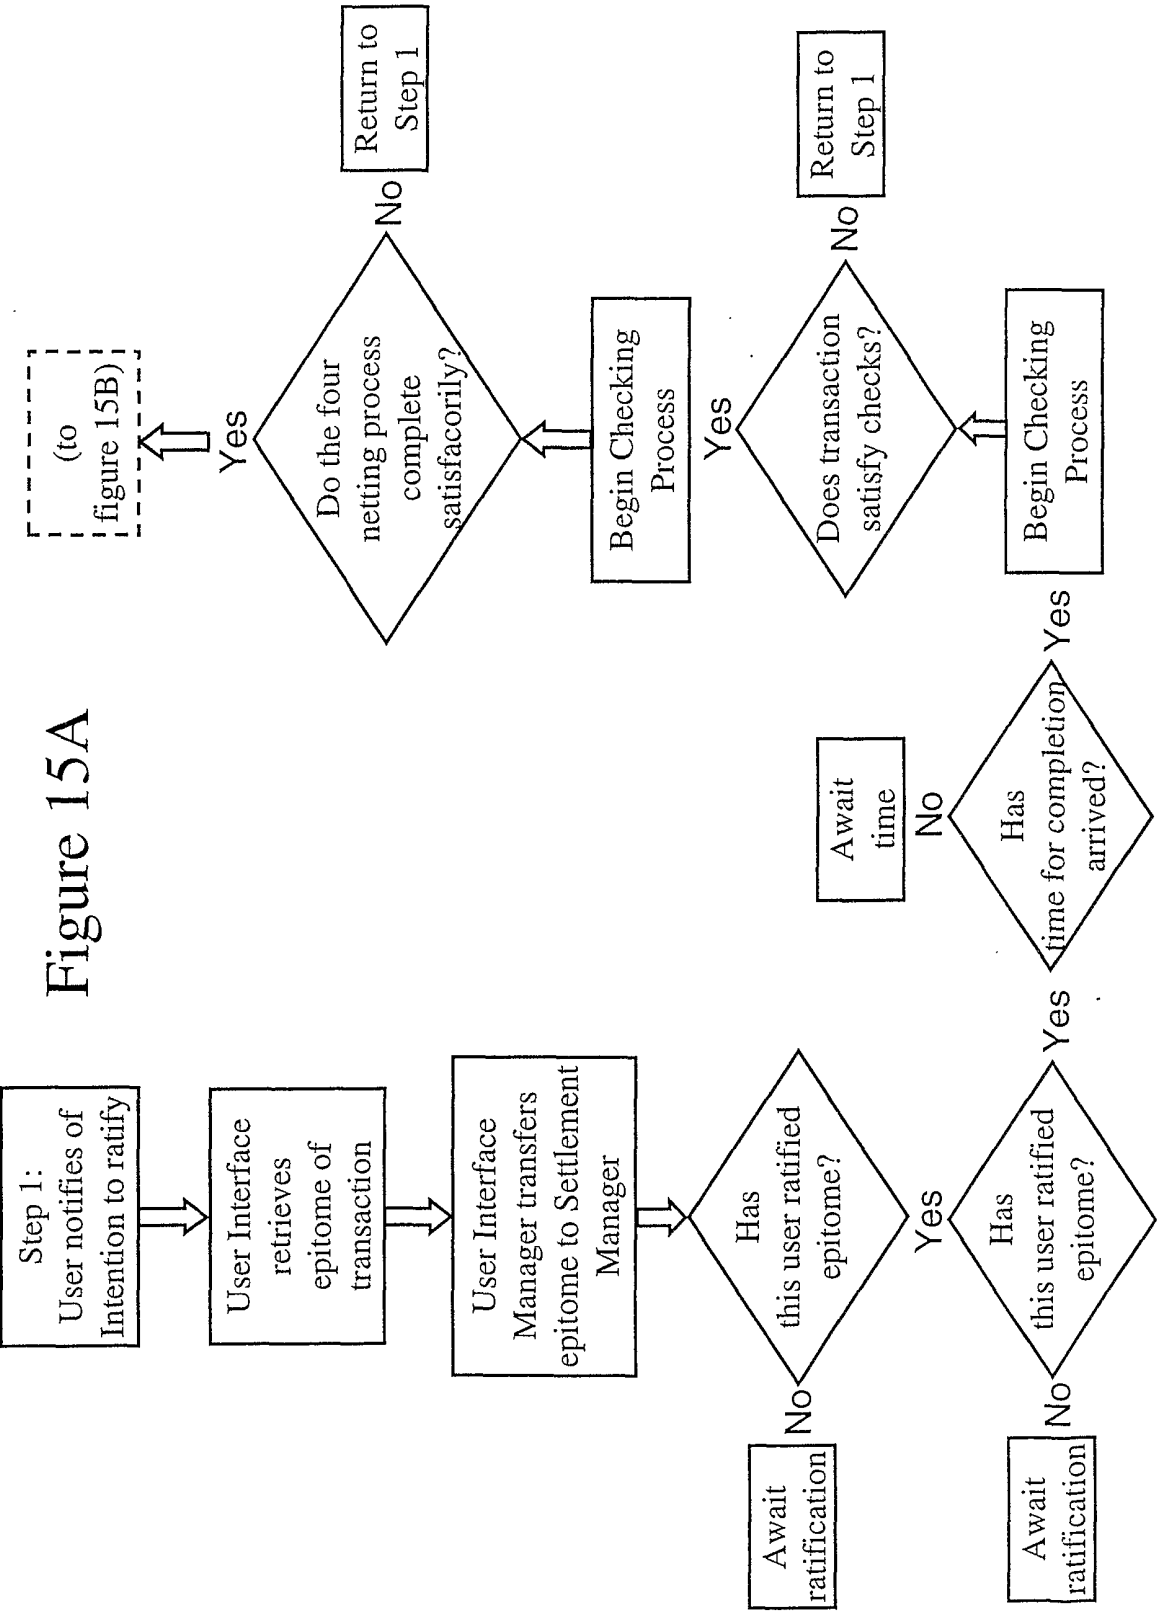 Figure 15A
Step 1:
User notifies of
Intention to ratify
User Interface
retrieves
epitome of
transaction
User Interface
Manager transfers
epitome to Settlement
Manager
Has
this user ratified
epitome?
No
Await
ratification
Yes
Has
this user ratified
epitome?
No
Await
ratification
Yes
Has
time for completion
arrived?
No
Await
time
Yes
Begin Checking
Process
Does transaction
satisfy checks?
No
Return to
Step 1
Yes
Begin Checking
Process
Do the four
netting process
complete
satisfacorily?
No
Return to
Step 1
Yes
(to
figure 15B)